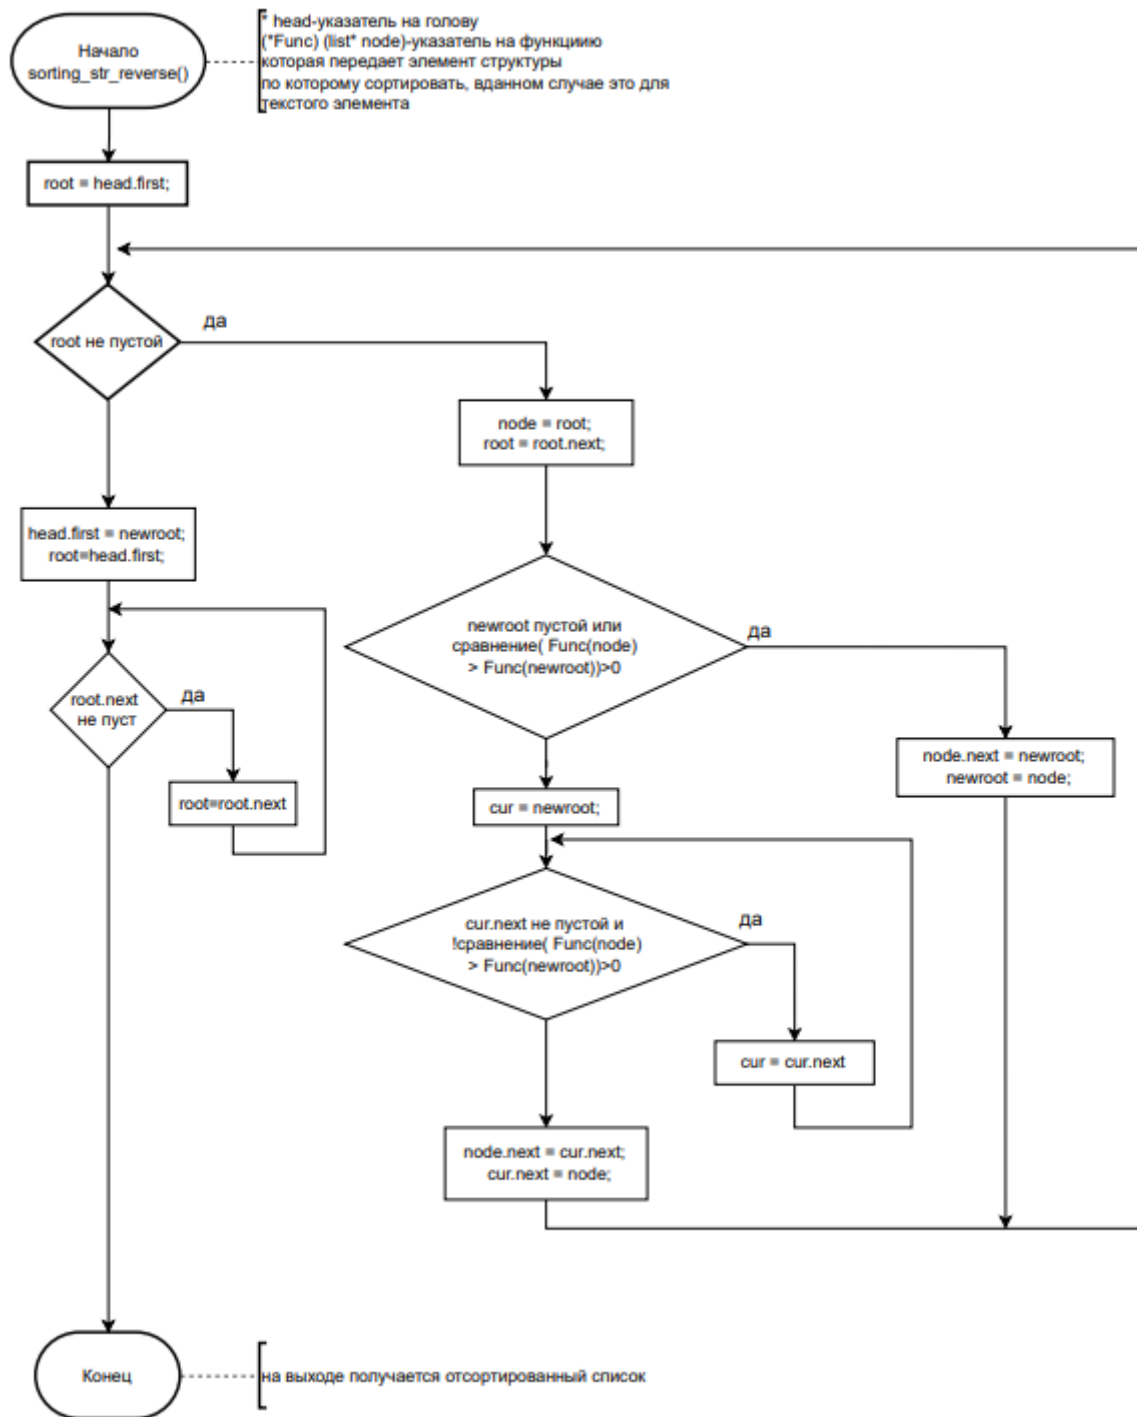 Начало
sorting_str_reverse()
* head-указатель на голову
(*Func) (list* node)-указатель на функциию
которая передает элемент структуры
по которому сортировать, вданном случае это для
текстого элемента
root = head.first;
root не пустой
да
node = root;
root = root.next;
head.first = newroot;
root=head.first;
newroot пустой или
сравнение( Func(node)
> Func(newroot))>0
да
root.next
не пуст
да
node.next = newroot;
newroot = node;
root=root.next
cur = newroot;
cur.next не пустой и
!сравнение( Func(node)
> Func(newroot))>0
да
cur = cur.next
node.next = cur.next;
cur.next = node;
Конец
на выходе получается отсортированный список